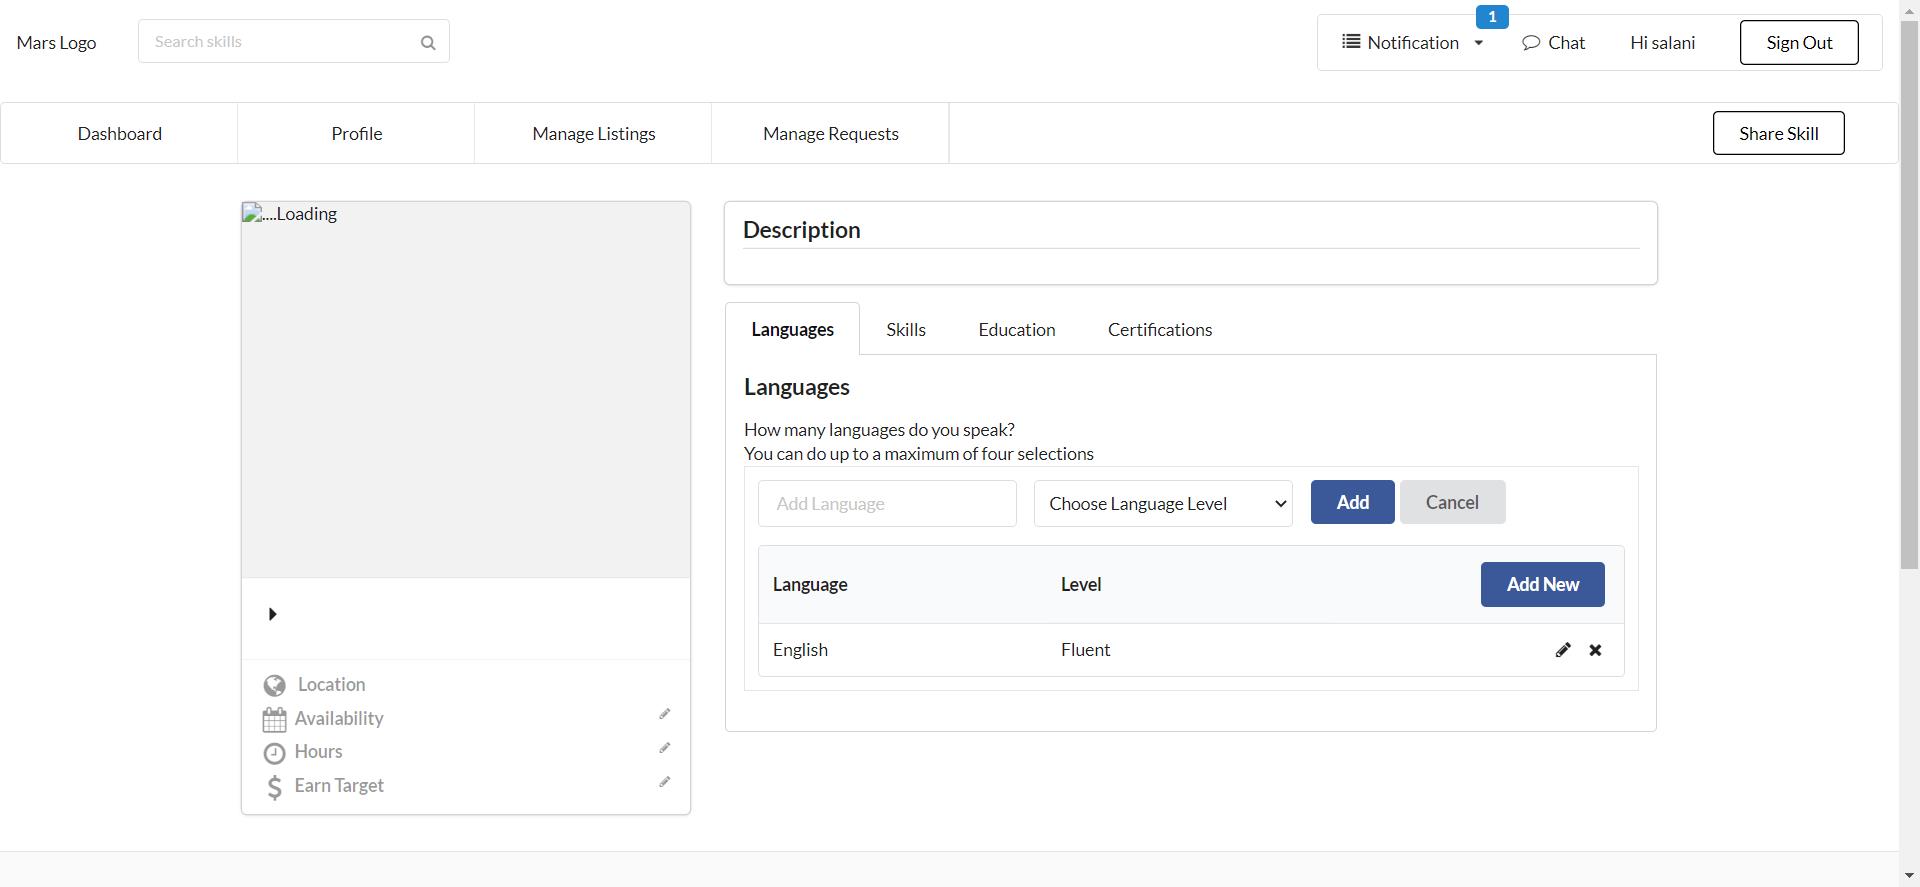 Mars Logo
Search skills
1
Notification
Chat
Hi salani
Sign Out
Dashboard
Profile
Manage Listings
Manage Requests
Share Skill
....Loading
Location
Availability
Hours
Earn Target
Description
Languages
Skills
Education
Certifications
Languages
How many languages do you speak?
You can do up to a maximum of four selections
Add Language
Choose Language Level
Add
Cancel
Language
Level
Add New
English
Fluent